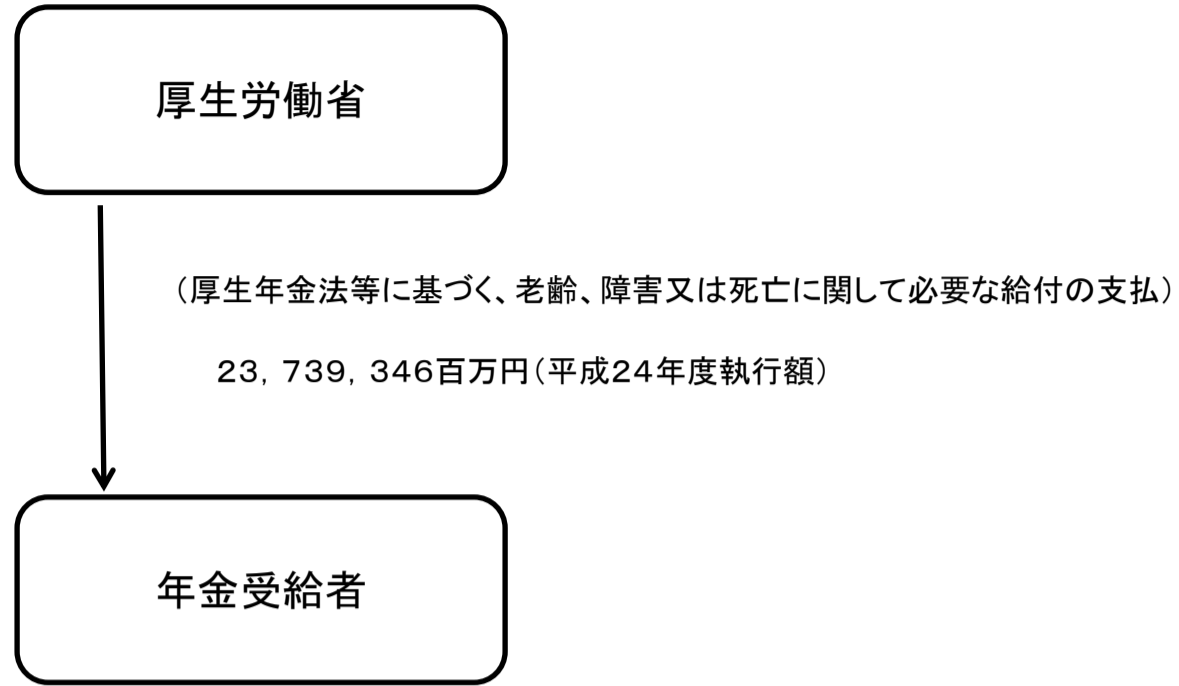 厚生労働省
（厚生年金法等に基づく、老齢、障害又は死亡に関して必要な給付の支払）
２３，７３９，３４６百万円（平成２４年度執行額）
年金受給者